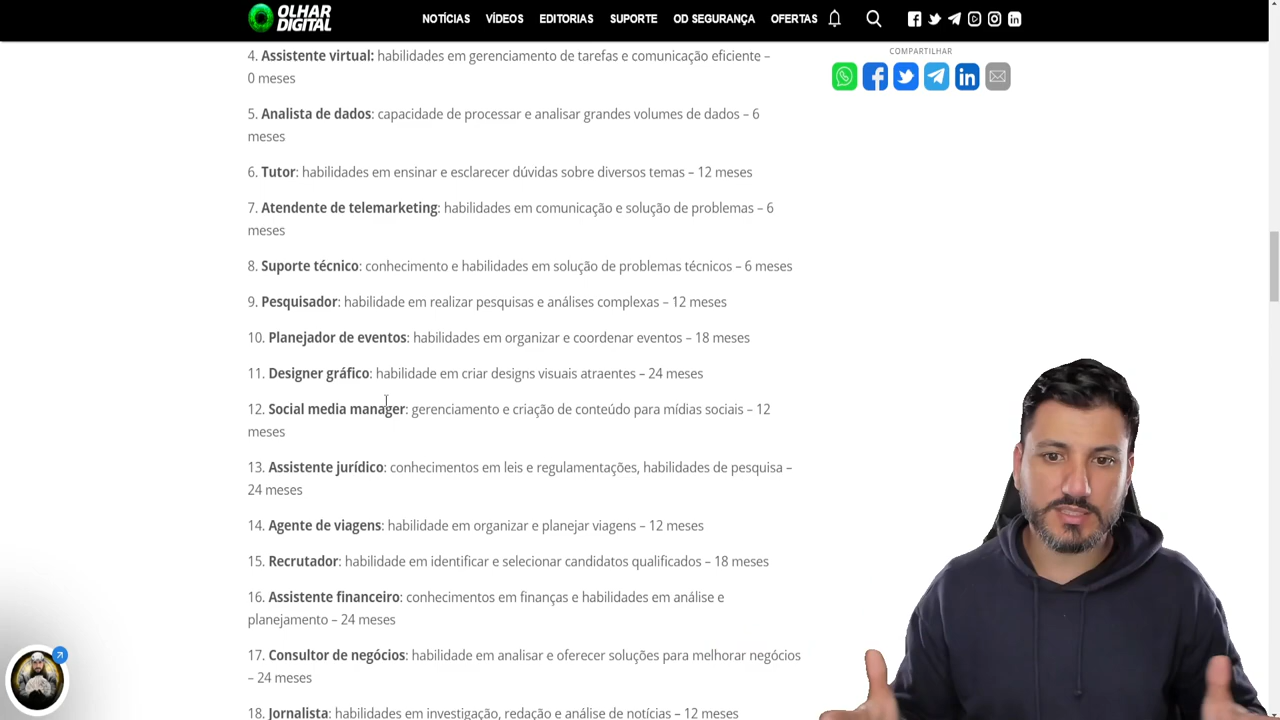 OLHAR
DIGITAL
NOTÍCIAS VÍDEOS EDITORIAS SUPORTE OD SEGURANÇA OFERTAS
COMPARTILHAR
4. Assistente virtual: habilidades em gerenciamento de tarefas e comunicação eficiente –
0 meses
5. Analista de dados: capacidade de processar e analisar grandes volumes de dados – 6
meses
6. Tutor: habilidades em ensinar e esclarecer dúvidas sobre diversos temas – 12 meses
7. Atendente de telemarketing: habilidades em comunicação e solução de problemas – 6
meses
8. Suporte técnico: conhecimento e habilidades em solução de problemas técnicos – 6 meses
9. Pesquisador: habilidade em realizar pesquisas e análises complexas – 12 meses
10. Planejador de eventos: habilidades em organizar e coordenar eventos – 18 meses
11. Designer gráfico: habilidade em criar designs visuais atraentes – 24 meses
12. Social media manager: gerenciamento e criação de conteúdo para mídias sociais – 12
meses
13. Assistente jurídico: conhecimentos em leis e regulamentações, habilidades de pesquisa –
24 meses
14. Agente de viagens: habilidade em organizar e planejar viagens – 12 meses
15. Recrutador: habilidade em identificar e selecionar candidatos qualificados – 18 meses
16. Assistente financeiro: conhecimentos em finanças e habilidades em análise e
planejamento – 24 meses
17. Consultor de negócios: habilidade em analisar e oferecer soluções para melhorar negócios
– 24 meses
18. Jornalista: habilidades em investigação, redação e análise de notícias – 12 meses